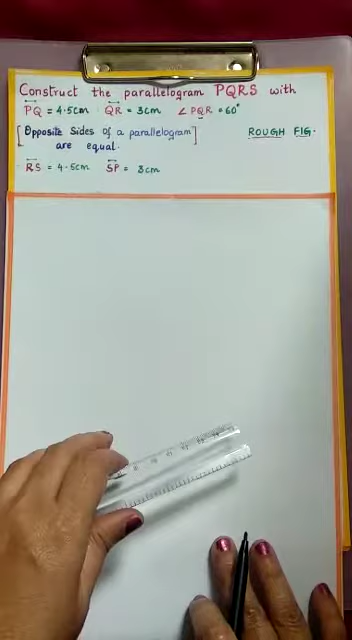 Construct the parallelogram PQRS with
PQ = 4.5cm QR = 3cm ∠ PQR = 60°
[Opposite Sides of a parallelogram] ROUGH FIG.
are equal.
RS = 4.5cm SP = 3cm